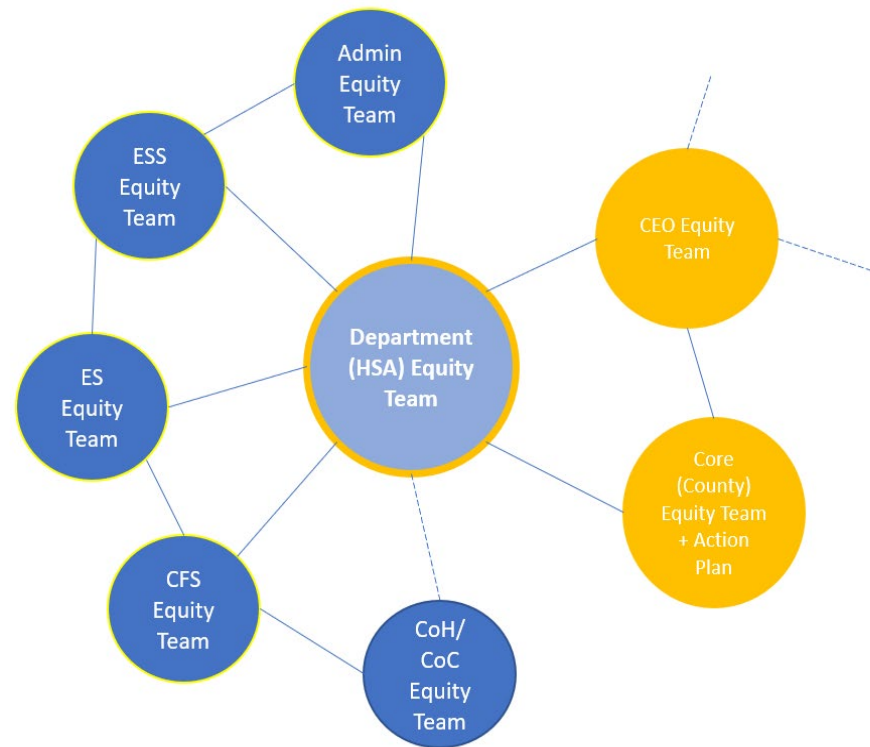 Admin
Equity
Team
ESS
Equity
Team
CEO Equity
Team
Department
(HSA) Equity
Team
ES
Equity
Team
Core
(County)
Equity Team
+ Action
Plan
CFS
Equity
Team
CoH/
CoC
Equity
Team